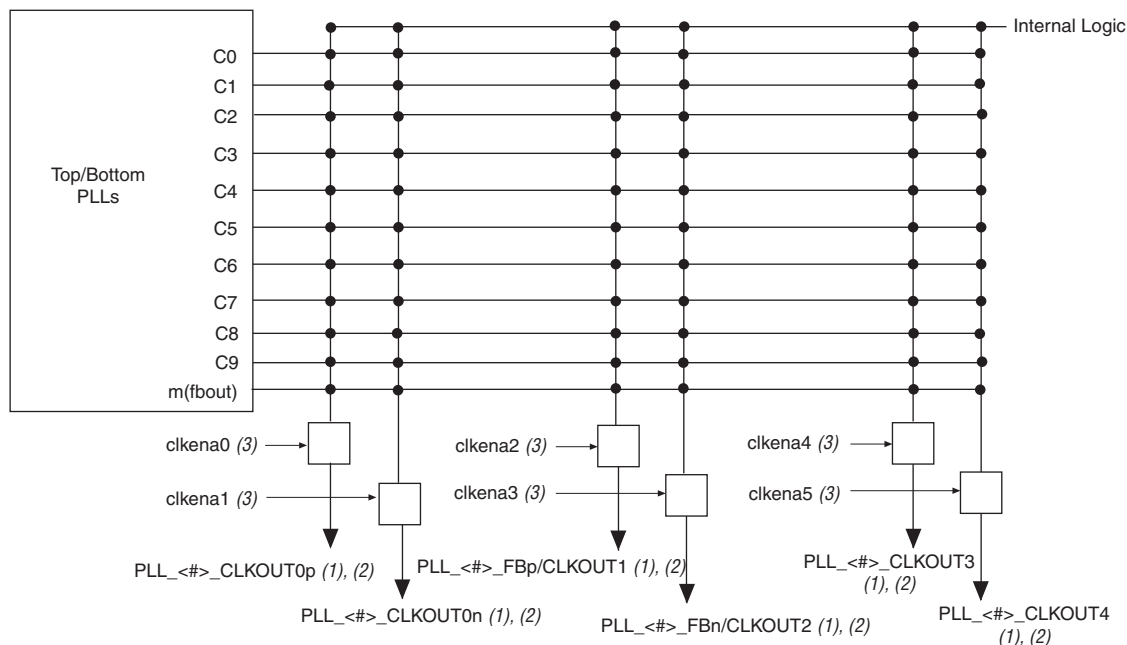 Internal Logic
C0
C1
C2
C3
Top/Bottom
PLLs
C4
C5
C6
C7
C8
C9
m(fbout)
clkena0 (3)
clkena2 (3)
clkena4 (3)
clkena1 (3)
clkena3 (3)
clkena5 (3)
PLL_<#>_CLKOUT0p (1), (2)
PLL_<#>_FBp/CLKOUT1 (1), (2)
PLL_<#>_CLKOUT3
(1), (2)
PLL_<#>_CLKOUT0n (1), (2)
PLL_<#>_FBn/CLKOUT2 (1), (2)
PLL_<#>_CLKOUT4
(1), (2)